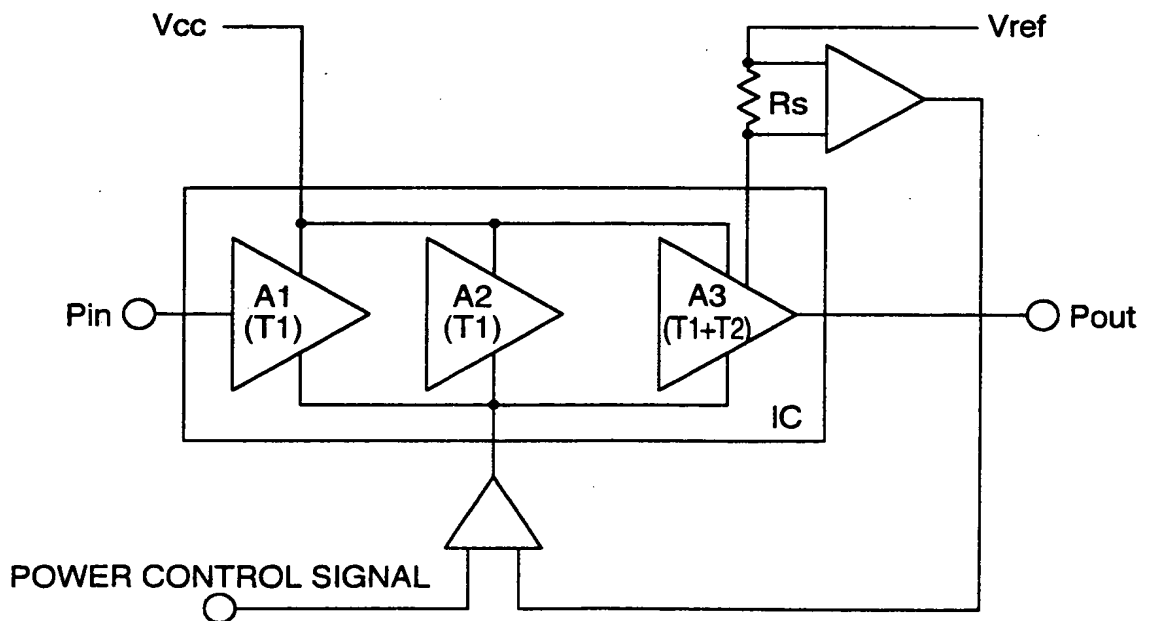 Vcc
Vref
Rs
A1
(T1)
A2
(T1)
A3
(T1+T2)
Pin
Pout
IC
POWER CONTROL SIGNAL